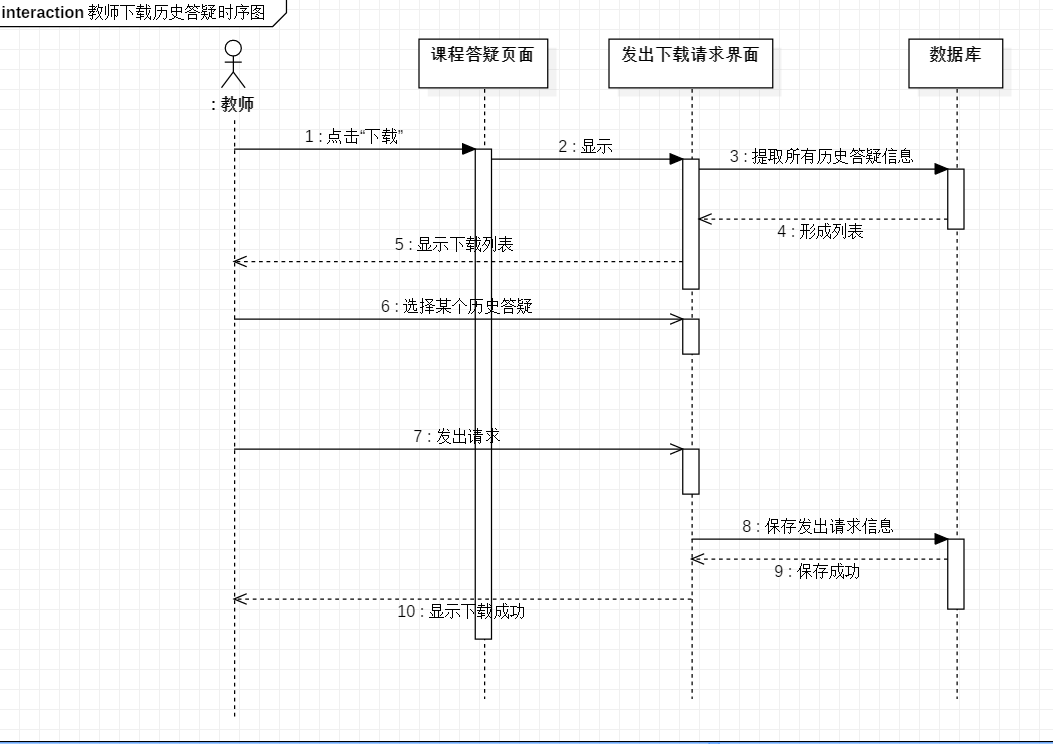 interaction 教师下载历史答疑时序图
课程答疑页面
发出下载请求界面
数据库
: 教师
1 : 点击“下载”
2 : 显示
3 : 提取所有历史答疑信息
4 : 形成列表
5 : 显示下载列表
6 : 选择某个历史答疑
7 : 发出请求
8 : 保存发出请求信息
9 : 保存成功
10 : 显示下载成功